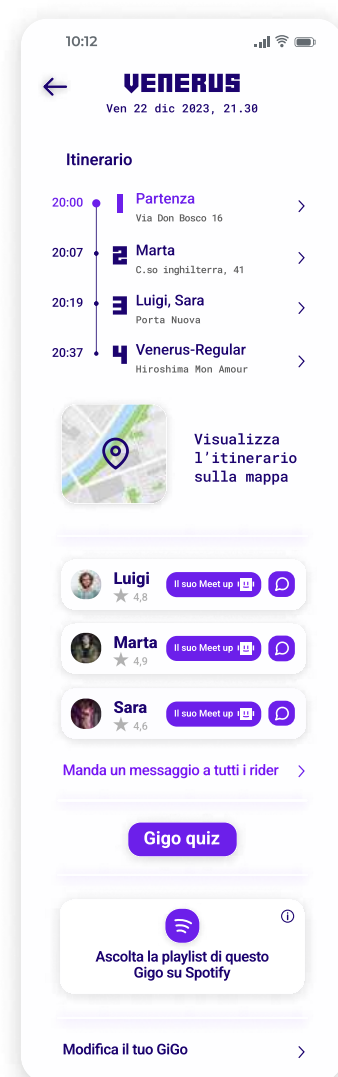 10:12
VENERUS
Ven 22 dic 2023, 21.30
Itinerario
20:00 1 Partenza
Via Don Bosco 16
20:07 2 Marta
C.so inghilterra, 41
20:19 3 Luigi, Sara
Porta Nuova
20:37 4 Venerus-Regular
Hiroshima Mon Amour
Visualizza
l'itinerario
sulla mappa
Luigi
4,8
Il suo Meet up
Marta
4,9
Il suo Meet up
Sara
4,6
Il suo Meet up
Manda un messaggio a tutti i rider
Gigo quiz
Ascolta la playlist di questo
Gigo su Spotify
Modifica il tuo GiGo